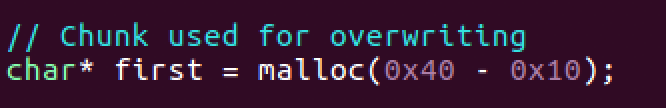 // Chunk used for overwriting
char* first = malloc(0x40 - 0x10);